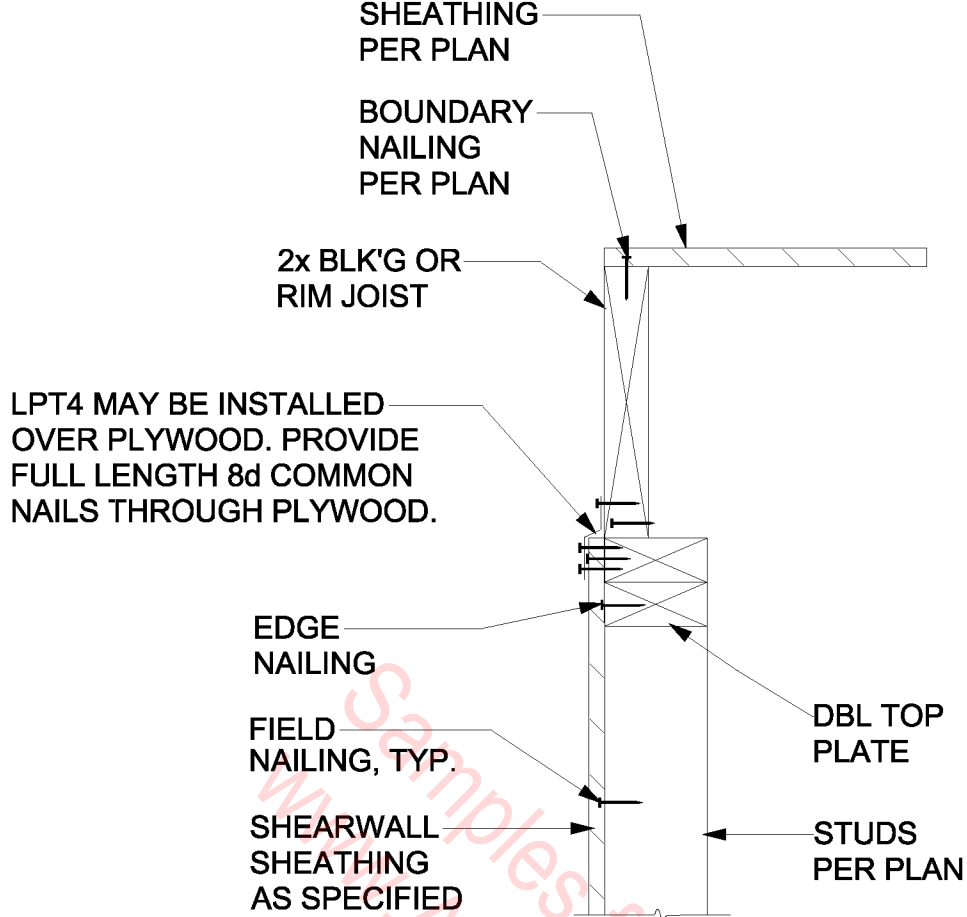 SHEATHING
PER PLAN
BOUNDARY
NAILING
PER PLAN
2x BLK'G OR
RIM JOIST
LPT4 MAY BE INSTALLED
OVER PLYWOOD. PROVIDE
FULL LENGTH 8d COMMON
NAILS THROUGH PLYWOOD.
EDGE
NAILING
DBL TOP
PLATE
FIELD
NAILING, TYP.
SHEARWALL
SHEATHING
AS SPECIFIED
STUDS
PER PLAN
Samples
www.